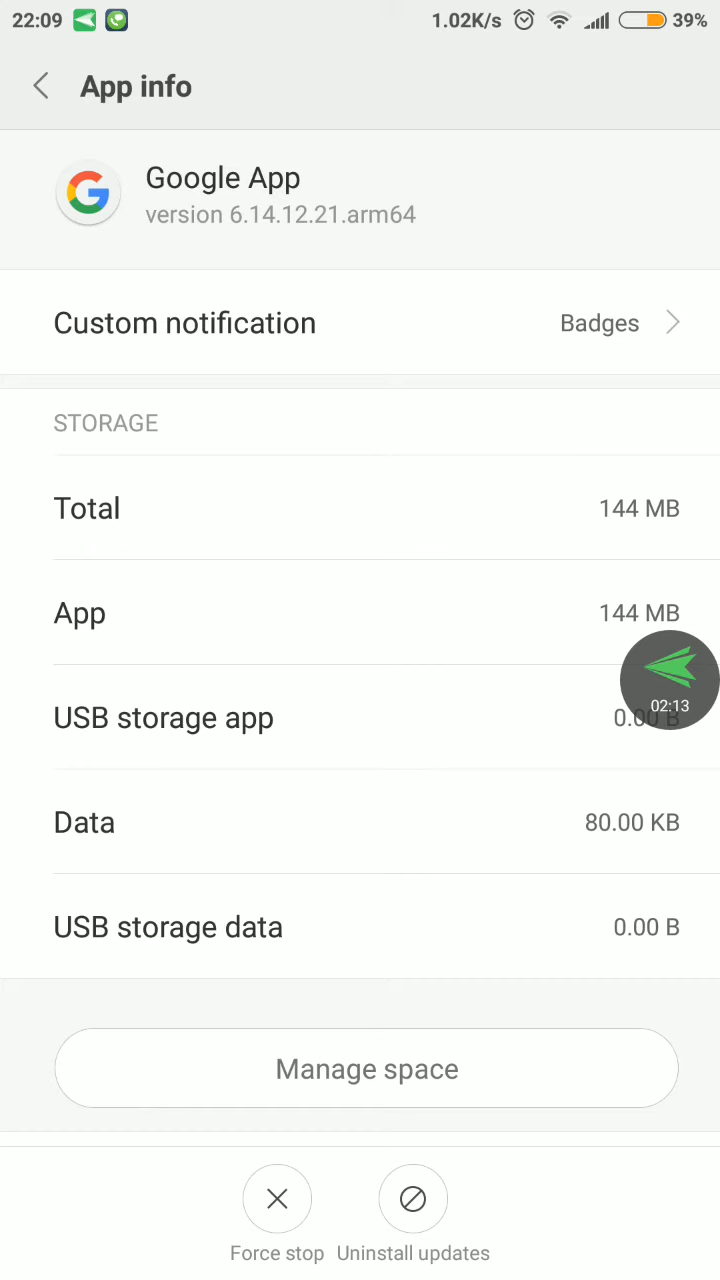 22:09 1.02K/s 39%
App info
Google App
version 6.14.12.21.arm64
Custom notification Badges
STORAGE
Total 144 MB
App 144 MB
USB storage app 0.00 B
02:13
Data 80.00 KB
USB storage data 0.00 B
Manage space
Force stop Uninstall updates